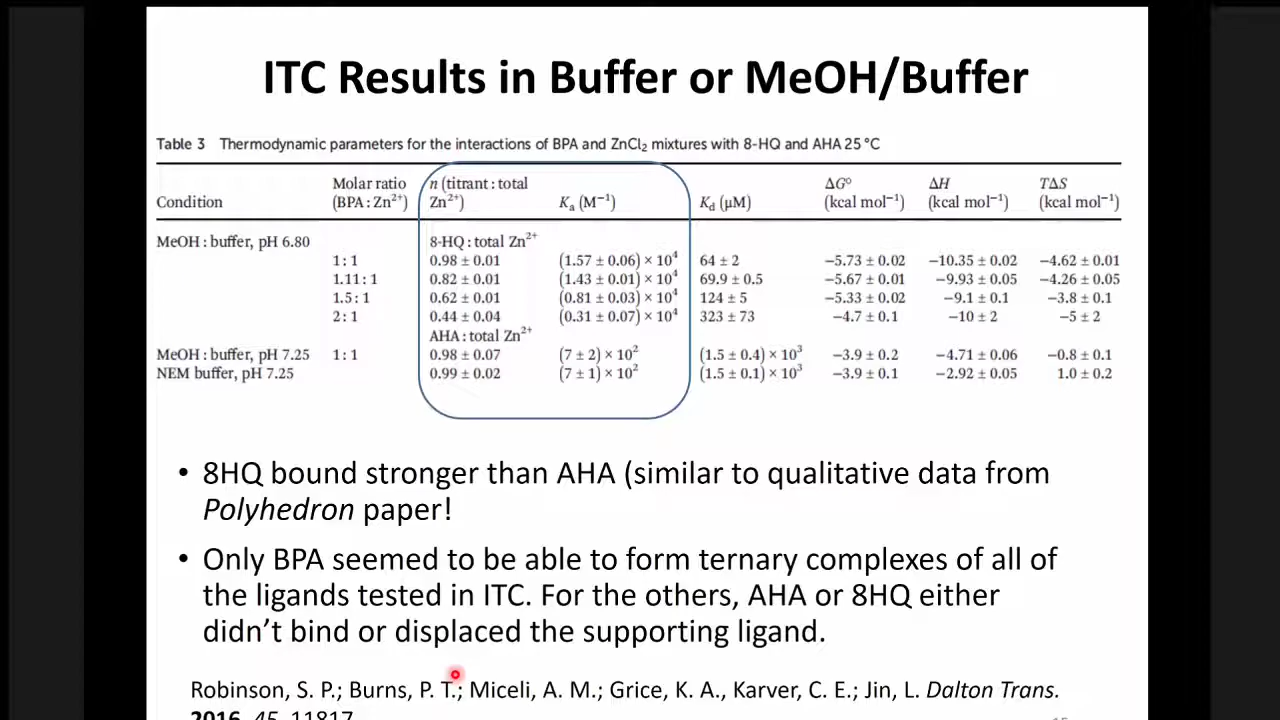 ITC Results in Buffer or MeOH/Buffer
Table 3 Thermodynamic parameters for the interactions of BPA and ZnCl₂ mixtures with 8-HQ and AHA 25 °C
Condition Molar ratio (BPA : Zn²⁺) n (titrant : total Zn²⁺) Kₐ (M⁻¹) K_d (μM) ΔG° (kcal mol⁻¹) ΔH (kcal mol⁻¹) TΔS (kcal mol⁻¹)
MeOH : buffer, pH 6.80 8-HQ : total Zn²⁺
1 : 1 0.98 ± 0.01 (1.57 ± 0.06) × 10⁴ 64 ± 2 −5.73 ± 0.02 −10.35 ± 0.02 −4.62 ± 0.01
1.11 : 1 0.82 ± 0.01 (1.43 ± 0.01) × 10⁴ 69.9 ± 0.5 −5.67 ± 0.01 −9.93 ± 0.05 −4.26 ± 0.05
1.5 : 1 0.62 ± 0.01 (0.81 ± 0.03) × 10⁴ 124 ± 5 −5.33 ± 0.02 −9.1 ± 0.1 −3.8 ± 0.1
2 : 1 0.44 ± 0.04 (0.31 ± 0.07) × 10⁴ 323 ± 73 −4.7 ± 0.1 −10 ± 2 −5 ± 2
AHA : total Zn²⁺
MeOH : buffer, pH 7.25 1 : 1 0.98 ± 0.07 (7 ± 2) × 10² (1.5 ± 0.4) × 10³ −3.9 ± 0.2 −4.71 ± 0.06 −0.8 ± 0.1
NEM buffer, pH 7.25 0.99 ± 0.02 (7 ± 1) × 10² (1.5 ± 0.1) × 10³ −3.9 ± 0.1 −2.92 ± 0.05 1.0 ± 0.2
• 8HQ bound stronger than AHA (similar to qualitative data from
Polyhedron paper!
• Only BPA seemed to be able to form ternary complexes of all of
the ligands tested in ITC. For the others, AHA or 8HQ either
didn't bind or displaced the supporting ligand.
Robinson, S. P.; Burns, P. T.; Miceli, A. M.; Grice, K. A., Karver, C. E.; Jin, L. Dalton Trans.
2016, 45, 11817